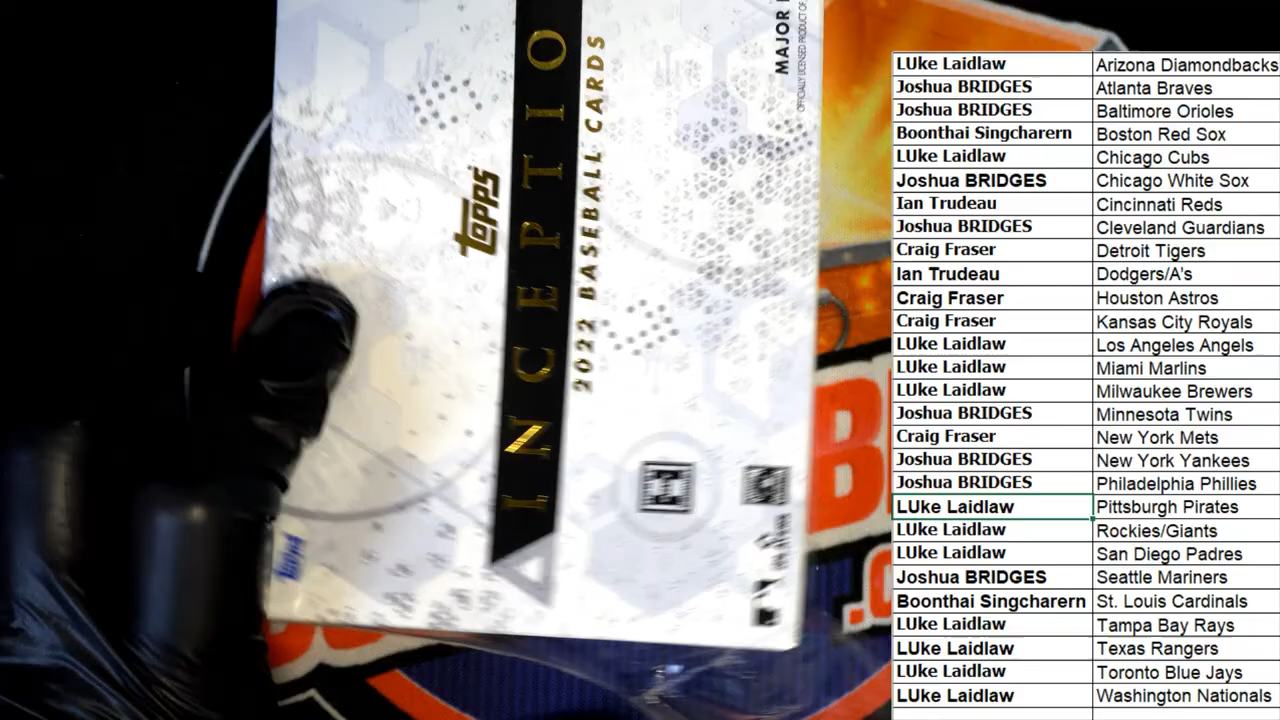 TOPPS
INCEPTIO
2022 BASEBALL CARDS
MAJOR
OFFICIALLY LICENSED PRODUCT OF
B
LUke Laidlaw Arizona Diamondbacks
Joshua BRIDGES Atlanta Braves
Joshua BRIDGES Baltimore Orioles
Boonthai Singcharern Boston Red Sox
LUke Laidlaw Chicago Cubs
Joshua BRIDGES Chicago White Sox
Ian Trudeau Cincinnati Reds
Joshua BRIDGES Cleveland Guardians
Craig Fraser Detroit Tigers
Ian Trudeau Dodgers/A's
Craig Fraser Houston Astros
Craig Fraser Kansas City Royals
LUke Laidlaw Los Angeles Angels
LUke Laidlaw Miami Marlins
LUke Laidlaw Milwaukee Brewers
Joshua BRIDGES Minnesota Twins
Craig Fraser New York Mets
Joshua BRIDGES New York Yankees
Joshua BRIDGES Philadelphia Phillies
LUke Laidlaw Pittsburgh Pirates
LUke Laidlaw Rockies/Giants
LUke Laidlaw San Diego Padres
Joshua BRIDGES Seattle Mariners
Boonthai Singcharern St. Louis Cardinals
LUke Laidlaw Tampa Bay Rays
LUke Laidlaw Texas Rangers
LUke Laidlaw Toronto Blue Jays
LUke Laidlaw Washington Nationals